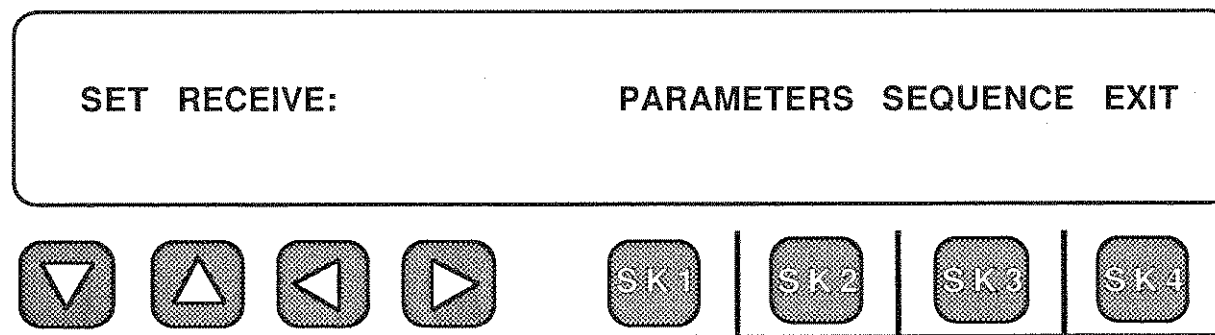 SET RECEIVE: PARAMETERS SEQUENCE EXIT
SK1 SK2 SK3 SK4